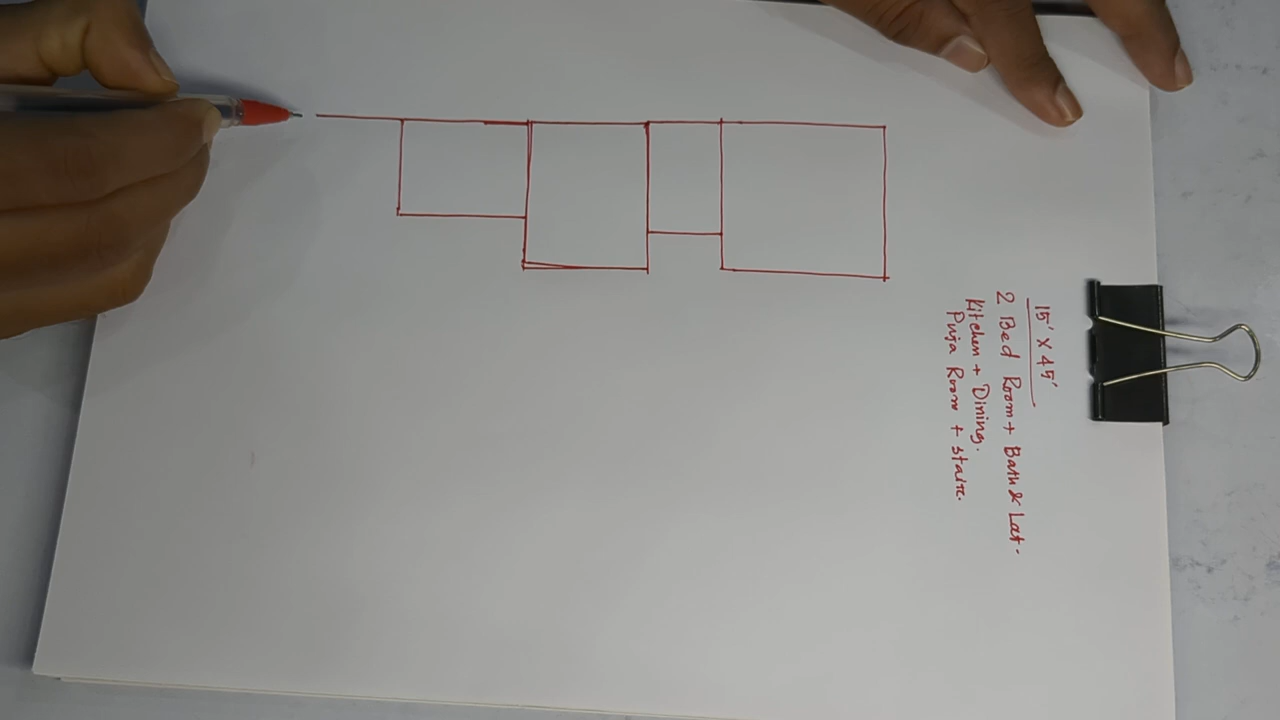 15' X 45'
2 Bed Room + Bath & Lat-
Kitchen + Dining.
Puja Room + stair.